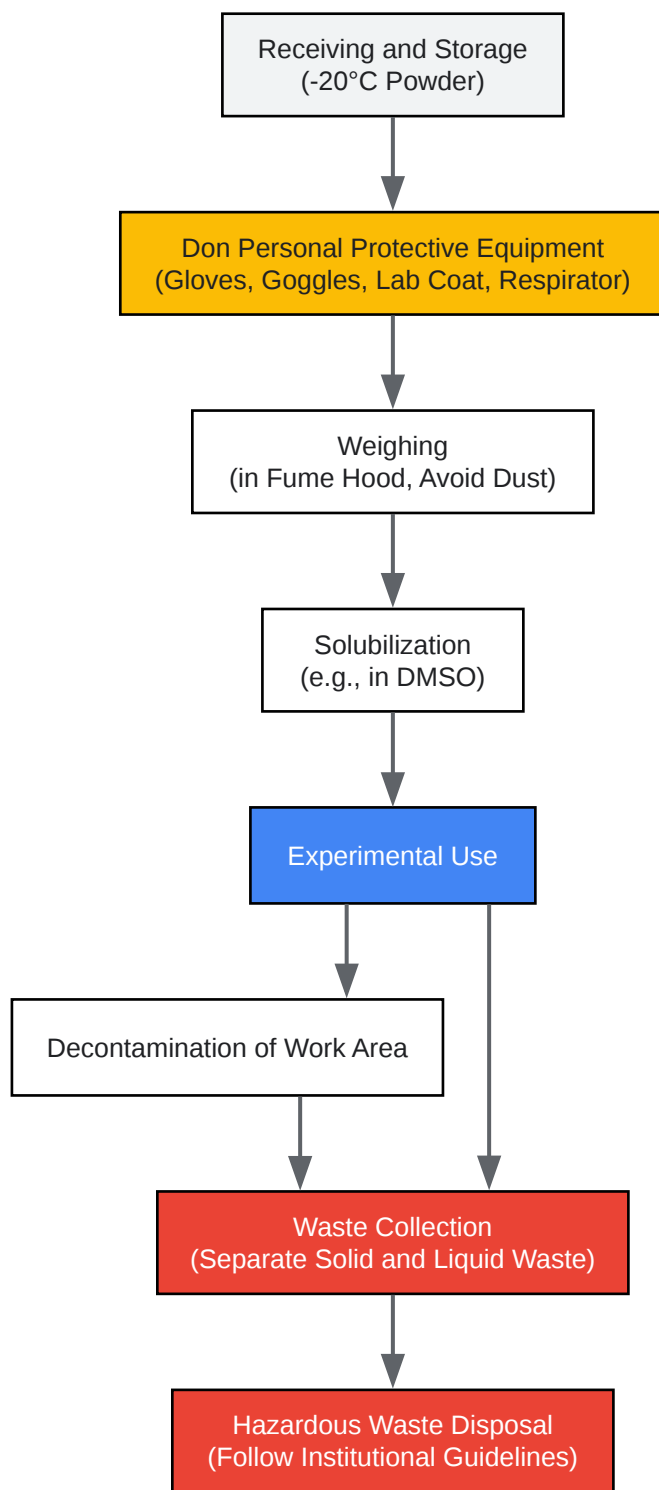 Receiving and Storage
(-20°C Powder)
Don Personal Protective Equipment
(Gloves, Goggles, Lab Coat, Respirator)
Weighing
(in Fume Hood, Avoid Dust)
Solubilization
(e.g., in DMSO)
Experimental Use
Decontamination of Work Area
Waste Collection
(Separate Solid and Liquid Waste)
Hazardous Waste Disposal
(Follow Institutional Guidelines)